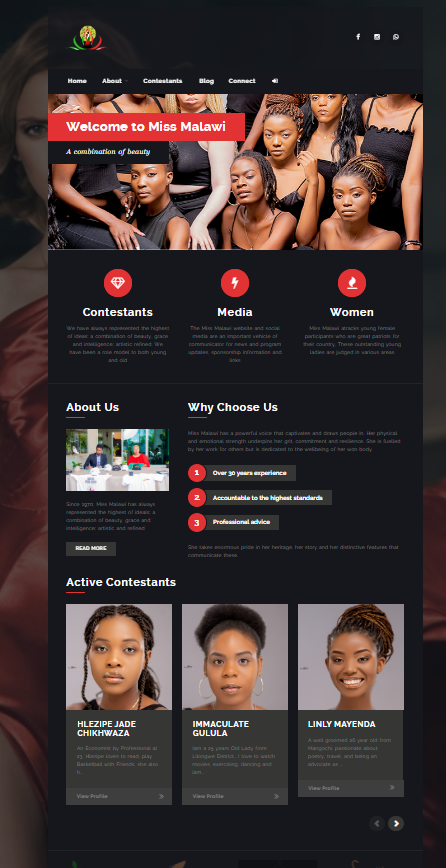 Home About Contestants Blog Connect
Welcome to Miss Malawi
A combination of beauty
Contestants
We have always represented the highest
of ideas: a combination of beauty, grace
and intelligence; artistic refined. We
have been a role model to both young
and old
Media
The Miss Malawi website and social
media are an important vehicle of
communicator for news and program
updates, sponsorship information and
links
Women
Miss Malawi attracts young female
participants who are great patriots for
their country. These outstanding young
ladies are judged in various areas
About Us
Since 1970, Miss Malawi has always
represented the highest of ideals: a
combination of beauty, grace and
intelligence; artistic and refined.
READ MORE
Why Choose Us
Miss Malawi has a powerful voice that captivates and draws people in. Her physical
and emotional strength underpins her grit, commitment and resilience. She is fueled
by her work for others but is dedicated to the wellbeing of her own body.
1 Over 30 years experience
2 Accountable to the highest standards
3 Professional advice
She takes enormous pride in her heritage, her story and her distinctive features that
communicate these.
Active Contestants
HLEZIPE JADE
CHIKHWAZA
An Economist by Professional at
23, Hlezipe loves to read, play
Basketball with Friends, she also
h...
View Profile
IMMACULATE
GULULA
Iam a 25 years Old Lady from
Lilongwe District. I love to watch
movies, exercising, dancing and
View Profile
LINLY MAYENDA
A well groomed 22 year old from
Mangochi, passionate about
poetry, travel, and being an
advocate
View Profile